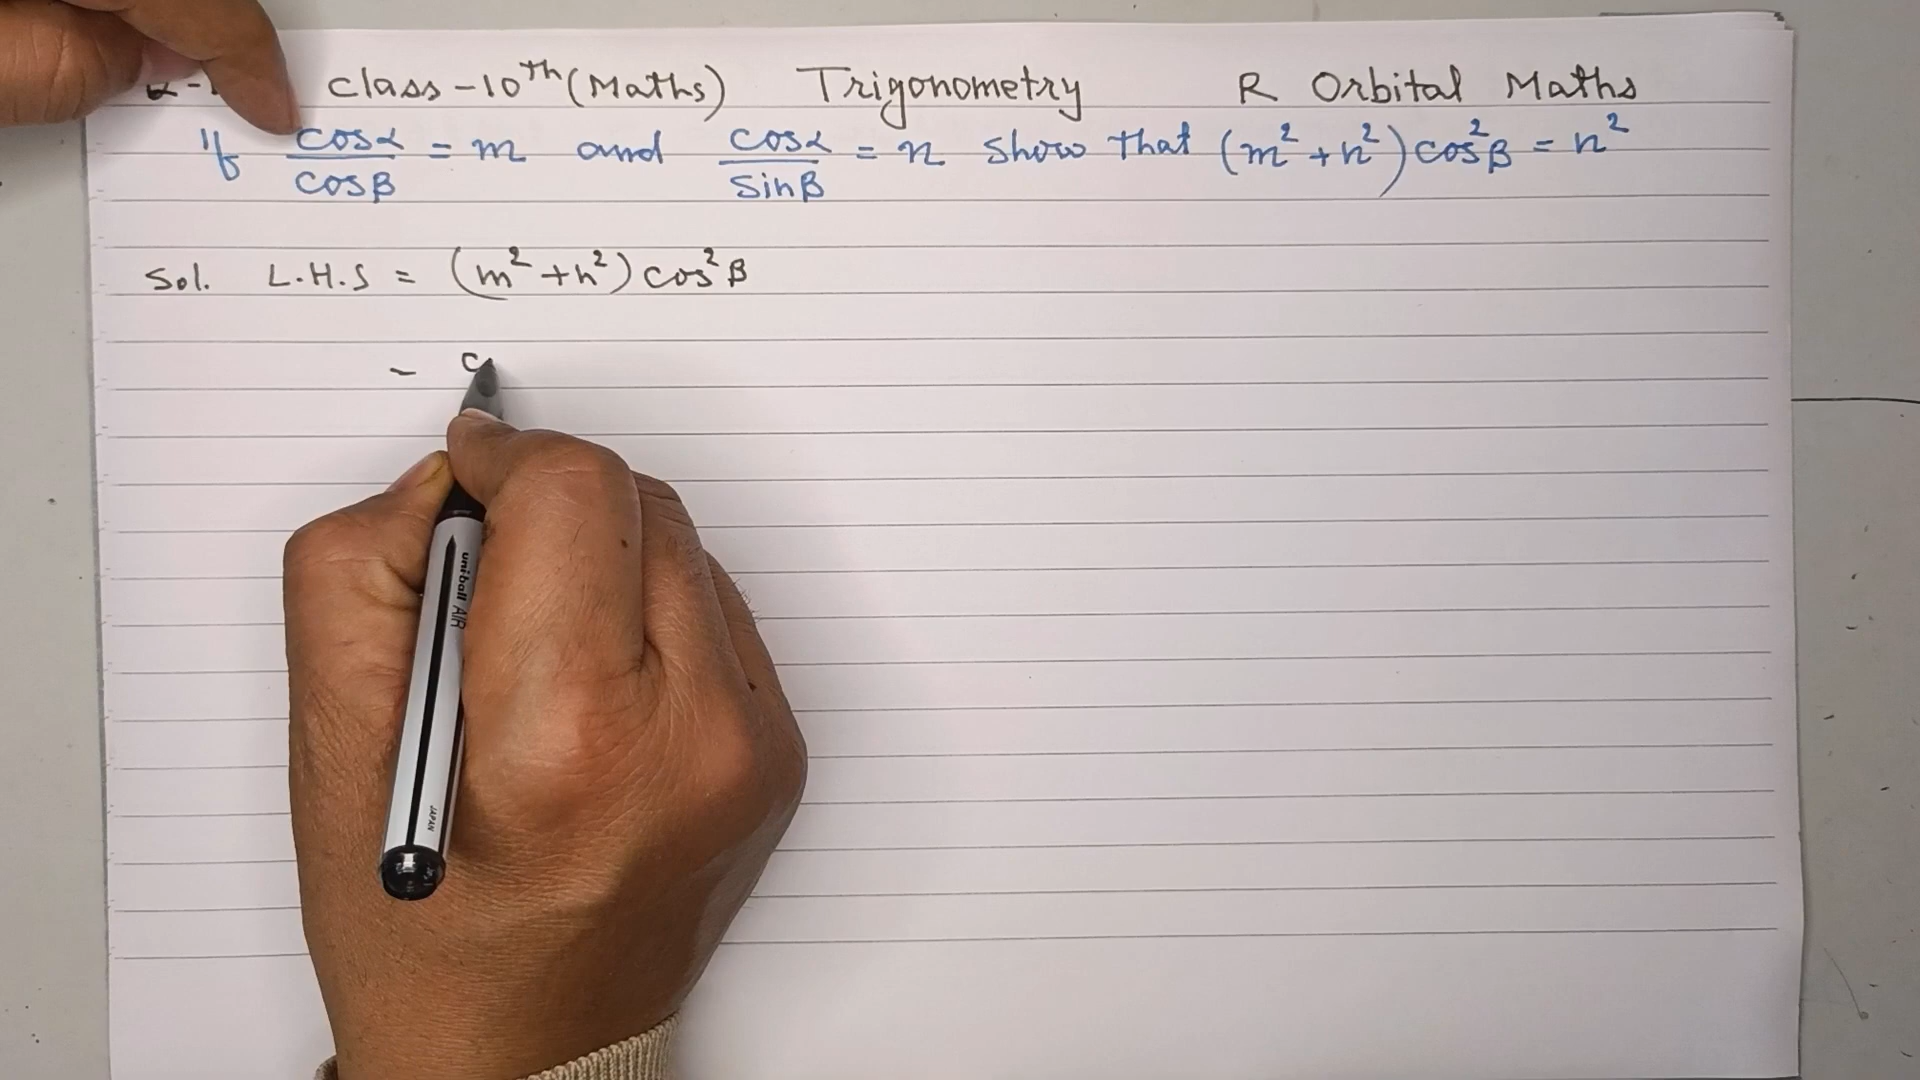 class-10th (Maths) Trigonometry R Orbital Maths
If cosα/cosβ = m and cosα/sinβ = n show that (m² + n²) cos²β = n²
Sol. L.H.S = (m² + n²) cos²β
uniball AIR
JAPAN